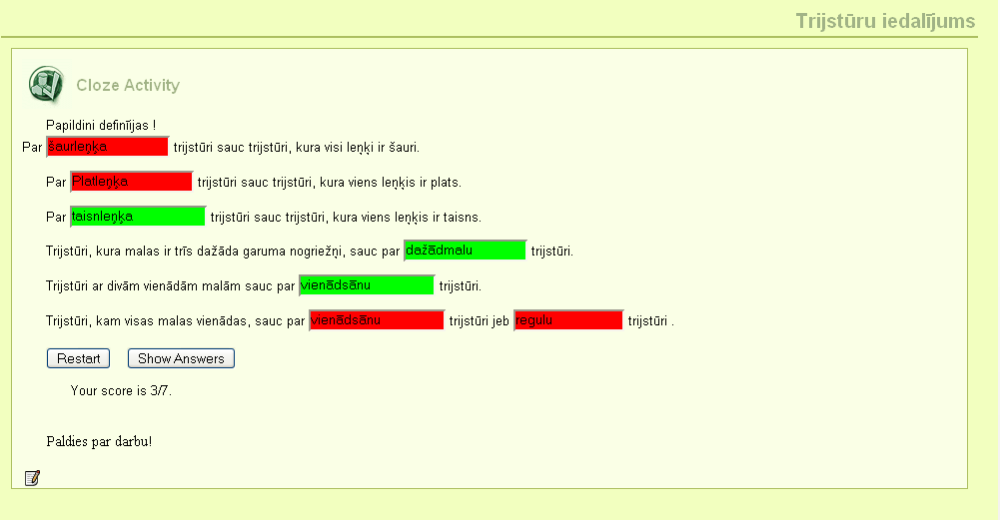 Trijstūru iedalījums
Cloze Activity
Papildini definīijas !
Par šaurleņķa trijstūri sauc trijstūri, kura visi leņķi ir šauri.
Par Platleņķa trijstūri sauc trijstūri, kura viens leņķis ir plats.
Par taisnleņķa trijstūri sauc trijstūri, kura viens leņķis ir taisns.
Trijstūri, kura malas ir trīs dažāda garuma nogriežņi, sauc par dažādmalu trijstūri.
Trijstūri ar divām vienādām malām sauc par vienādsānu trijstūri.
Trijstūri, kam visas malas vienādas, sauc par vienādsānu trijstūri jeb regulu trijstūri .
Restart Show Answers
Your score is 3/7.
Paldies par darbu!